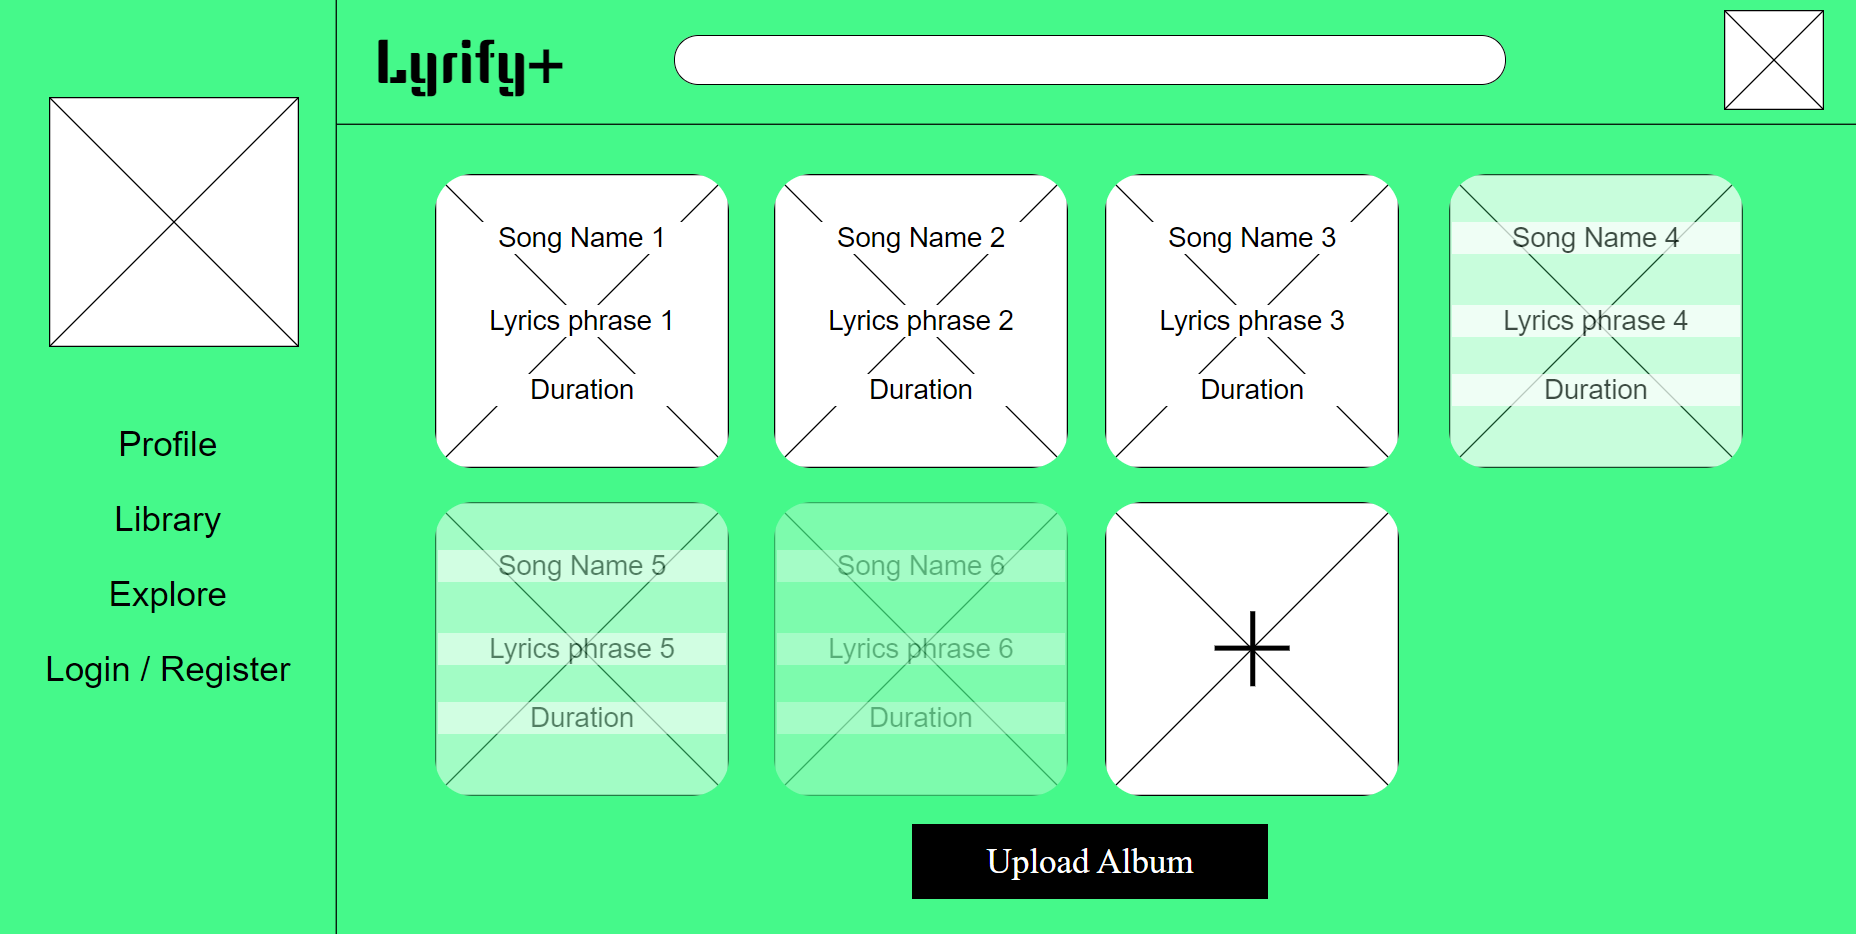 Lyrify+
Profile
Library
Explore
Login / Register
Song Name 1
Lyrics phrase 1
Duration
Song Name 2
Lyrics phrase 2
Duration
Song Name 3
Lyrics phrase 3
Duration
Song Name 4
Lyrics phrase 4
Duration
Song Name 5
Lyrics phrase 5
Duration
Song Name 6
Lyrics phrase 6
Duration
Upload Album